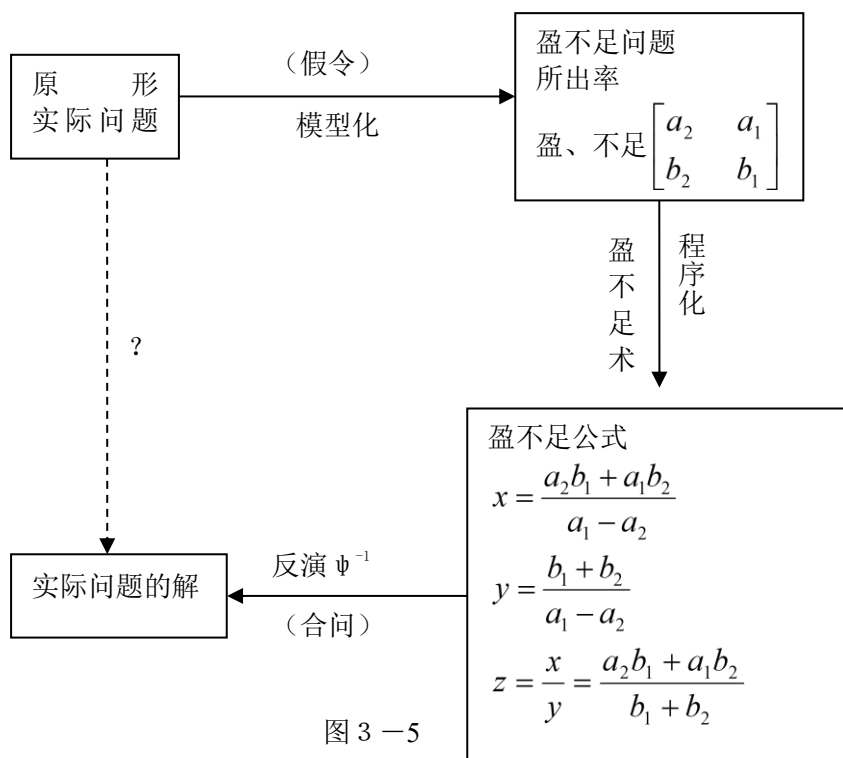 原 形
实际问题
（假令）
模型化
盈不足问题
所出率
盈、不足 [a₂ a₁
b₂ b₁]
盈不足术
程序化
？
盈不足公式
x = (a₂b₁ + a₁b₂) / (a₁ − a₂)
y = (b₁ + b₂) / (a₁ − a₂)
z = x / y = (a₂b₁ + a₁b₂) / (b₁ + b₂)
反演 ψ⁻¹
（合问）
实际问题的解
图 3 －5